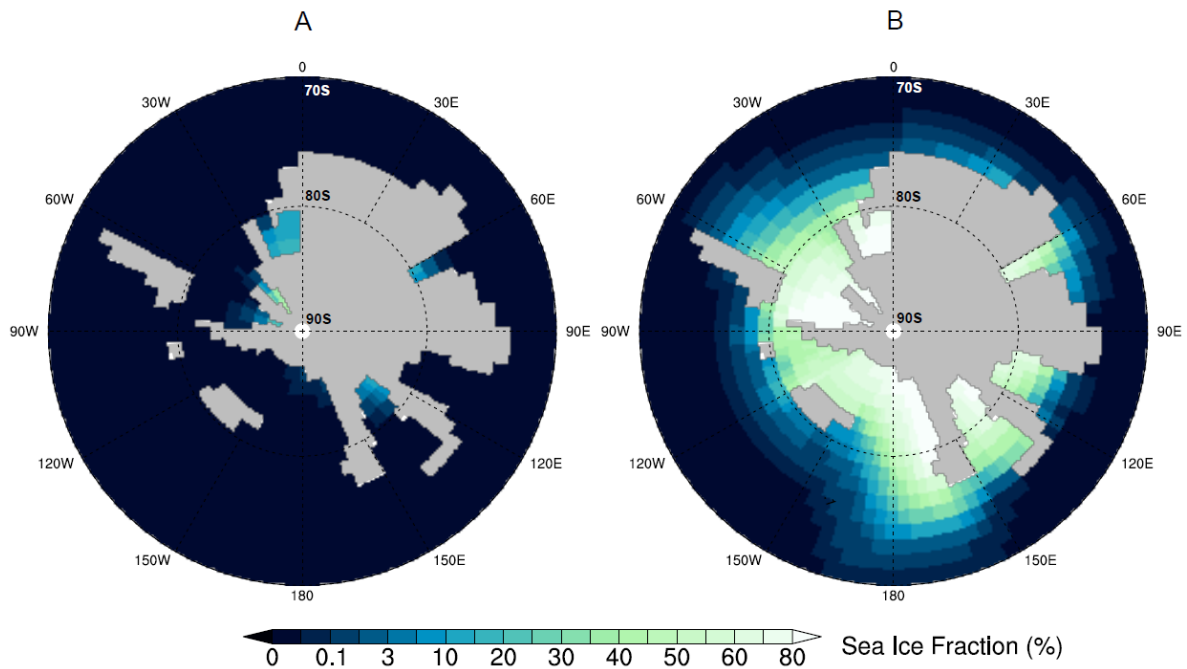 A B
0 0
70S 70S
30W 30E 30W 30E
60W 80S 60E 60W 80S 60E
90W 90S 90E 90W 90S 90E
120W 120E 120W 120E
150W 150E 150W 150E
180 180
0 0.1 3 10 20 30 40 50 60 80 Sea Ice Fraction (%)